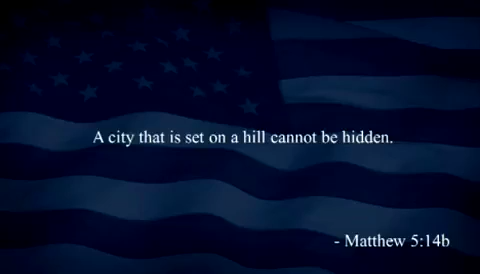 A city that is set on a hill cannot be hidden.
- Matthew 5:14b